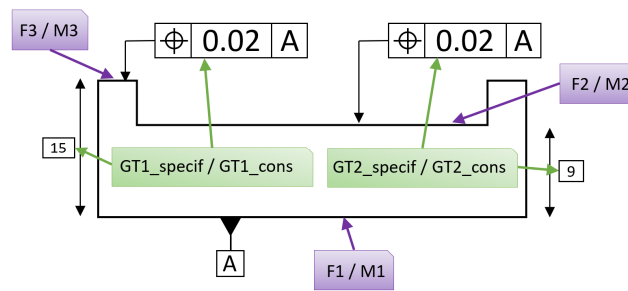 F3 / M3
⌖ 0.02 A
⌖ 0.02 A
F2 / M2
15
GT1_specif / GT1_cons
GT2_specif / GT2_cons
9
A
F1 / M1